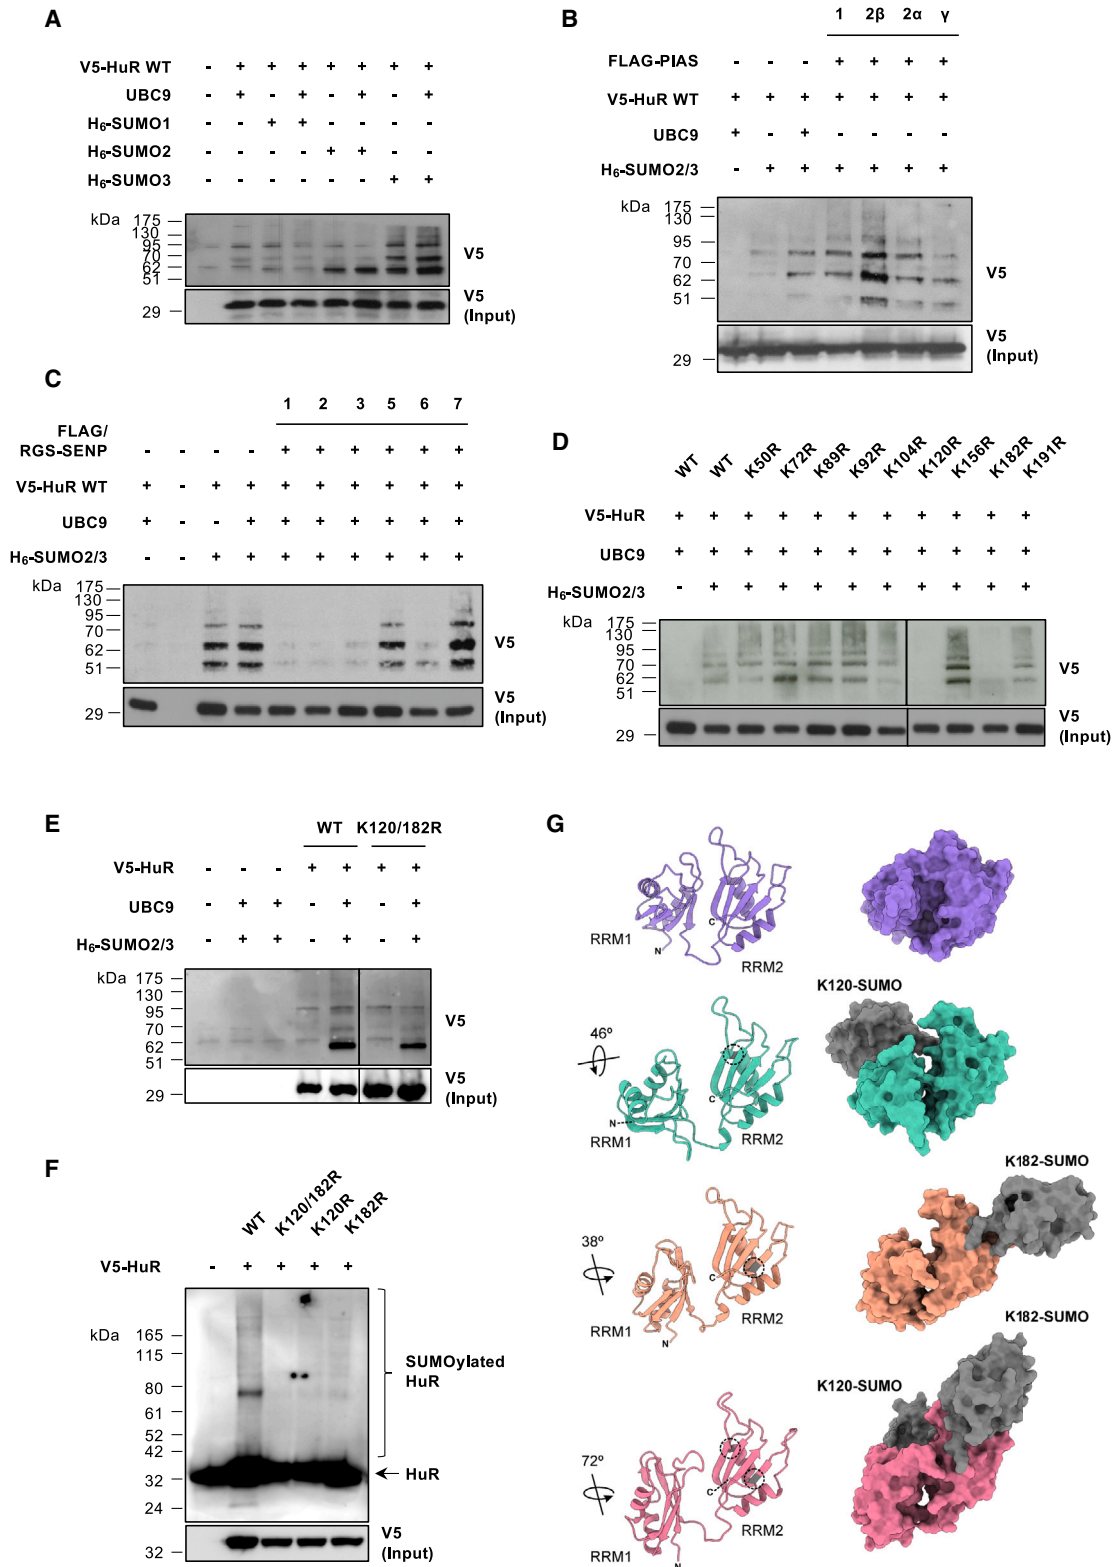 A
V5-HuR WT - + + + + + + +
UBC9 - + - + - + - +
H6-SUMO1 - - + + - - - -
H6-SUMO2 - - - - + + - -
H6-SUMO3 - - - - - - + +
kDa
175
130
95
70
62
51
29
V5
V5
(Input)
B
1 2β 2α γ
FLAG-PIAS - - - + + + +
V5-HuR WT + + + + + + +
UBC9 + - + - - - -
H6-SUMO2/3 - + + + + + +
kDa
175
130
95
70
62
51
29
V5
V5
(Input)
C
1 2 3 5 6 7
FLAG/
RGS-SENP - - - - + + + + + +
V5-HuR WT + - + + + + + + + +
UBC9 + - - + + + + + + +
H6-SUMO2/3 - - + + + + + + + +
kDa
175
130
95
70
62
51
29
V5
V5
(Input)
D
WT WT K50R K72R K89R K92R K104R K120R K156R K182R K191R
V5-HuR + + + + + + + + + + +
UBC9 + + + + + + + + + + +
H6-SUMO2/3 - + + + + + + + + + +
kDa
175
130
95
70
62
51
29
V5
V5
(Input)
E
WT K120/182R
V5-HuR - - - + + + +
UBC9 - + + - + - +
H6-SUMO2/3 - + + - + - +
kDa
175
130
95
70
62
51
29
V5
V5
(Input)
F
WT K120/182R K120R K182R
V5-HuR - + + + +
kDa
165
115
80
61
52
42
32
24
32
SUMOylated
HuR
HuR
V5
(Input)
G
RRM1
N
C
RRM2
46º
K120-SUMO
N
RRM1
C
RRM2
38º
K182-SUMO
RRM1
N
C
RRM2
72º
K120-SUMO
K182-SUMO
RRM1
N
C
RRM2